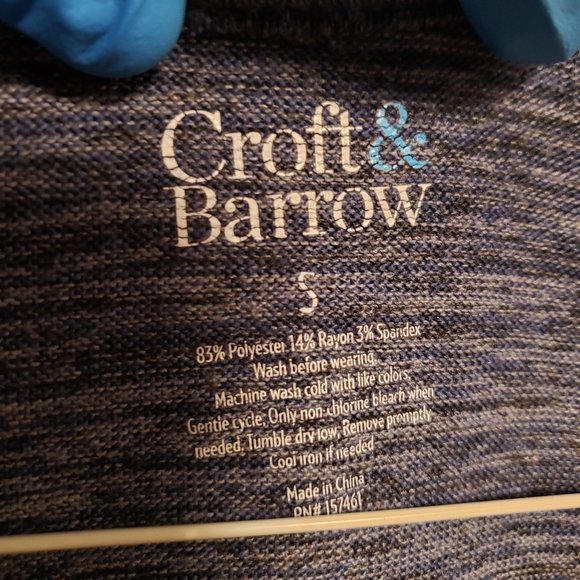 Croft&
Barrow
S
83% Polyester 14% Rayon 3% Spandex
Wash before wearing,
Machine wash cold with like colors,
Gentle cycle, Only non-chlorine bleach when
needed, Tumble dry low, Remove promptly
Cool iron if needed
Made in China
RN# 157461